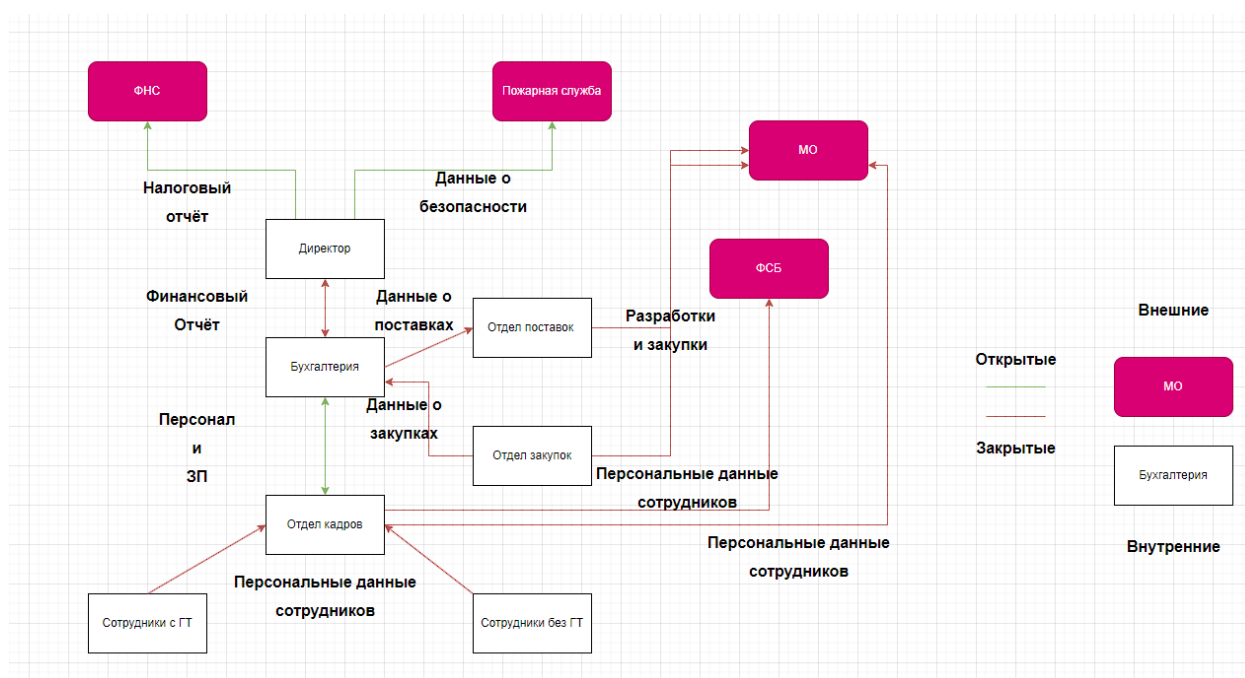 ФНС
Пожарная служба
МО
Налоговый
отчёт
Данные о
безопасности
Директор
ФСБ
Финансовый
Отчёт
Данные о
поставках
Отдел поставок
Разработки
и закупки
Внешние
Открытые
МО
Бухгалтерия
Данные о
закупках
Персонал
и
ЗП
Отдел закупок
Закрытые
Бухгалтерия
Персональные данные
сотрудников
Отдел кадров
Персональные данные
сотрудников
Внутренние
Персональные данные
сотрудников
Сотрудники с ГТ
Сотрудники без ГТ